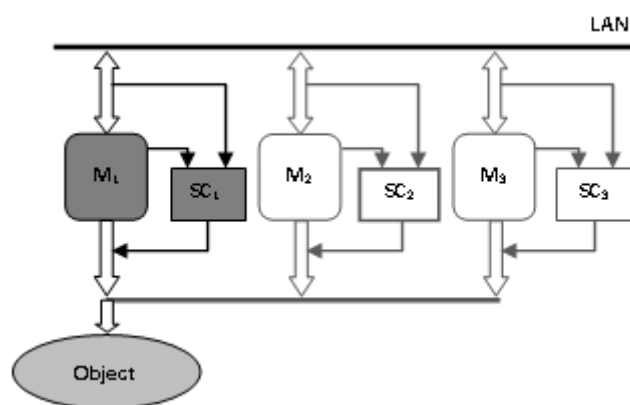 LAN
M₁
SC₁
M₂
SC₂
M₃
SC₃
Object